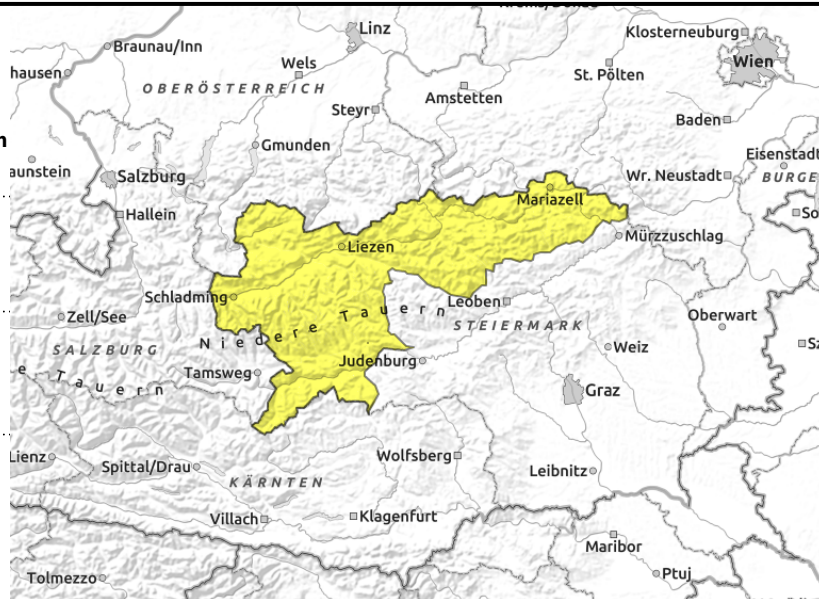 Linz
Braunau/Inn
Klosterneuburg
Wien
Wels
hausen
St. Pölten
OBERÖSTERREICH
Amstetten
Steyr
Baden
Gmunden
Eisenstadt
aunstein
Salzburg
Wr. Neustadt
BURGE
Mariazell
Hallein
So
Mürzzuschlag
Liezen
Schladming
Leoben
Niedere Tauern
Zell/See
STEIERMARK
Oberwart
SALZBURG
Weiz
Sz
Judenburg
e Tauern
Tamsweg
Graz
Lienz
Spittal/Drau
Wolfsberg
Leibnitz
KÄRNTEN
Villach
Klagenfurt
Maribor
Tolmezzo
Ptuj